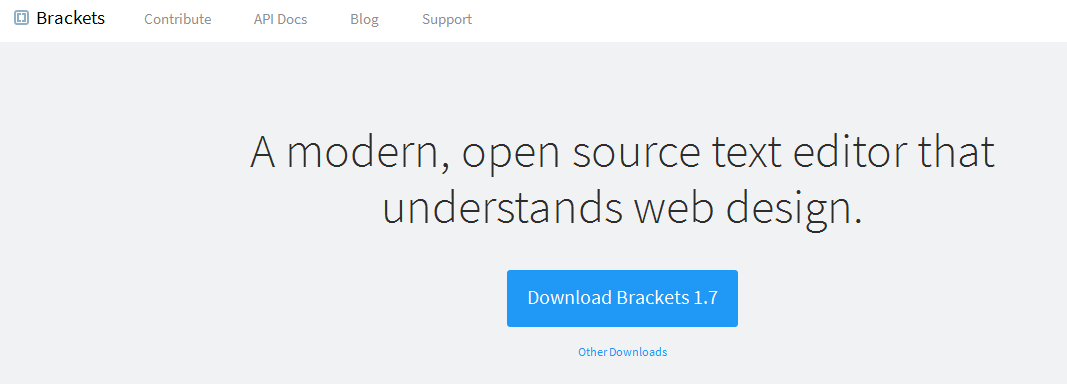 Brackets Contribute API Docs Blog Support
A modern, open source text editor that
understands web design.
Download Brackets 1.7
Other Downloads